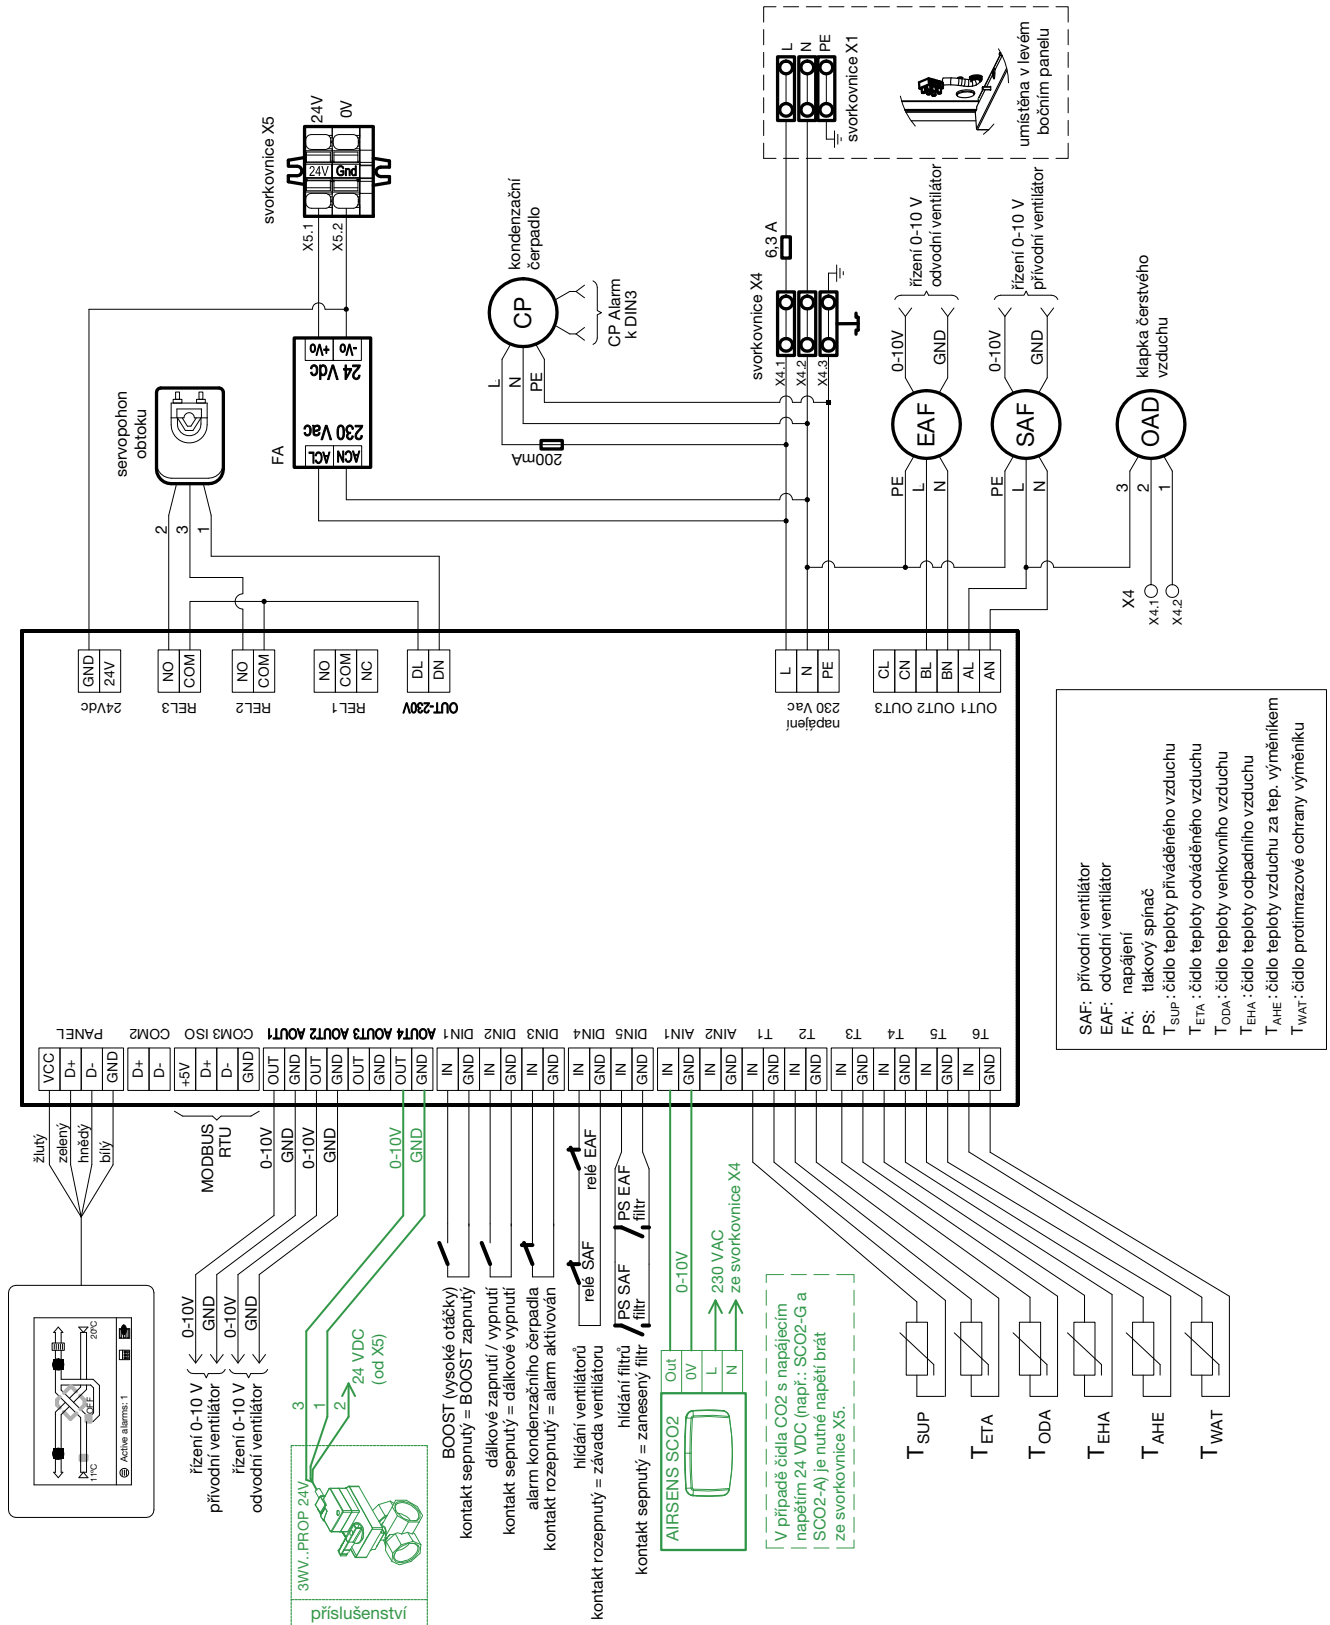 svorkovnice X5
24V
0V
24V
Gnd
X5.1
X5.2
servopohon
obtoku
2
3
1
FA
+Vo
-Vo
24 Vdc
230 Vac
ACL
ACN
kondenzační
čerpadlo
CP
CP Alarm
k DIN3
L
N
PE
200mA
L
N
PE
svorkovnice X1
umístěna v levém
bočním panelu
6,3 A
svorkovnice X4
X4.1
X4.2
X4.3
řízení 0-10 V
odvodní ventilátor
0-10V
GND
EAF
PE
L
N
řízení 0-10 V
přívodní ventilátor
0-10V
GND
SAF
PE
L
N
klapka čerstvého
vzduchu
OAD
3
2
1
X4
X4.1
X4.2
GND
24V
24Vdc
NO
COM
REL3
NO
COM
REL2
NO
COM
NC
REL1
DL
DN
OUT-230V
L
N
PE
napájení
230 Vac
CL
CN
BL
BN
AL
AN
OUT3
OUT2
OUT1
VCC
D+
D-
GND
PANEL
D+
D-
COM2
+5V
D+
D-
GND
COM3 ISO
OUT
GND
AOUT1
OUT
GND
AOUT2
OUT
GND
AOUT3
OUT
GND
AOUT4
IN
GND
DIN1
IN
GND
DIN2
IN
GND
DIN3
IN
GND
DIN4
IN
GND
DIN5
IN
GND
AIN1
IN
GND
AIN2
IN
GND
T1
IN
GND
T2
IN
GND
T3
IN
GND
T4
IN
GND
T5
IN
GND
T6
žlutý
zelený
hnědý
bílý
MODBUS
RTU
0-10V
GND
0-10V
GND
0-10V
GND
11°C
20°C
OFF
Active alarms: 1
0-10V
GND
0-10V
GND
řízení 0-10 V
přívodní ventilátor
řízení 0-10 V
odvodní ventilátor
3
1
2
24 VDC
(od X5)
3WV..PROP 24V
příslušenství
BOOST (vysoké otáčky)
kontakt sepnutý = BOOST zapnutý
dálkové zapnutí / vypnutí
kontakt sepnutý = dálkové vypnutí
alarm kondenzačního čerpadla
kontakt rozepnutý = alarm aktivován
relé SAF
relé EAF
hlídání ventilátorů
kontakt rozepnutý = závada ventilátoru
PS SAF
filtr
PS EAF
filtr
hlídání filtrů
kontakt sepnutý = zanesený filtr
0-10V
Out
0V
L
N
230 VAC
ze svorkovnice X4
AIRSENS SCO2
V případě čidla CO2 s napájecím
napětím 24 VDC (např.: SCO2-G a
SCO2-A) je nutné napětí brát
ze svorkovnice X5.
TSUP
TETA
TODA
TEHA
TAHE
TWAT
SAF: přívodní ventilátor
EAF: odvodní ventilátor
FA: napájení
PS: tlakový spínač
TSUP: čidlo teploty přiváděného vzduchu
TETA: čidlo teploty odváděného vzduchu
TODA: čidlo teploty venkovního vzduchu
TEHA: čidlo teploty odpadního vzduchu
TAHE: čidlo teploty vzduchu za tep. výměníkem
TWAT: čidlo protimrazové ochrany výměníku